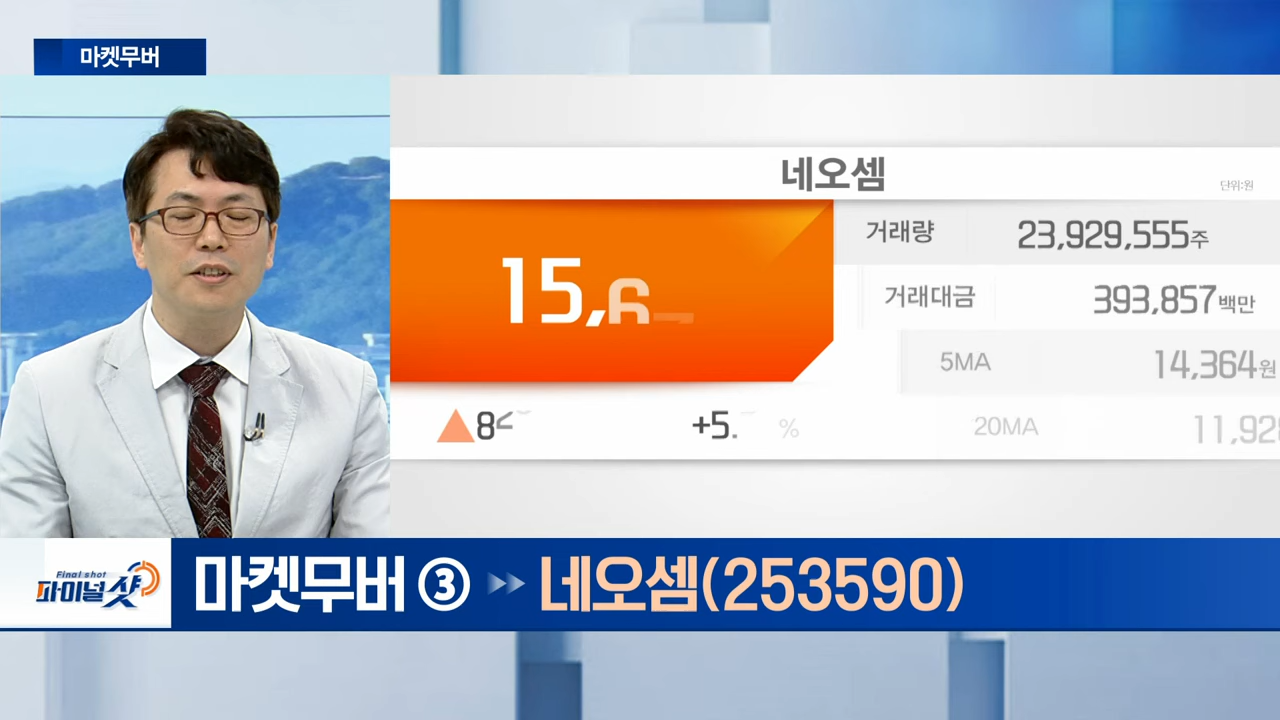 마켓무버
네오셈
단위:원
15,
거래량 23,929,555주
거래대금 393,857백만
5MA 14,364원
▲8
+5. %
20MA 11,92
Final shot
파이널샷
마켓무버 ③ 네오셈(253590)